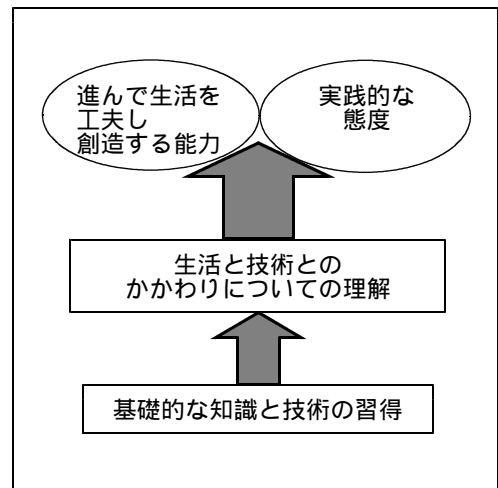 進んで生活を
工夫し
創造する能力
実践的な
態度
生活と技術との
かかわりについての理解
基礎的な知識と技術の習得